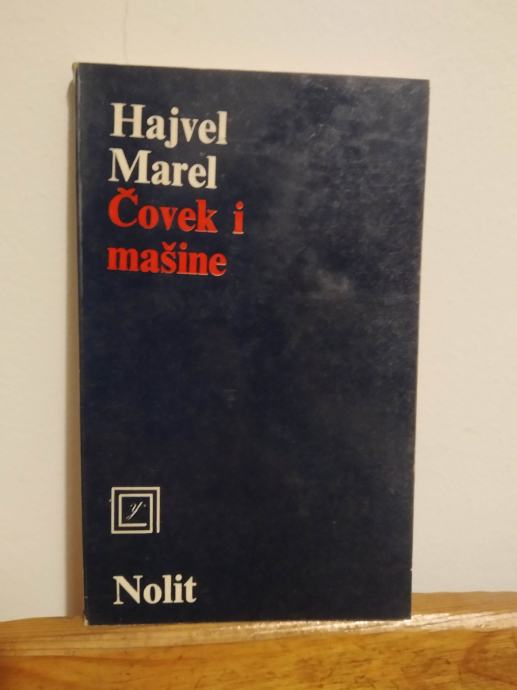 Hajvel
Marel
Čovek i
mašine
Nolit